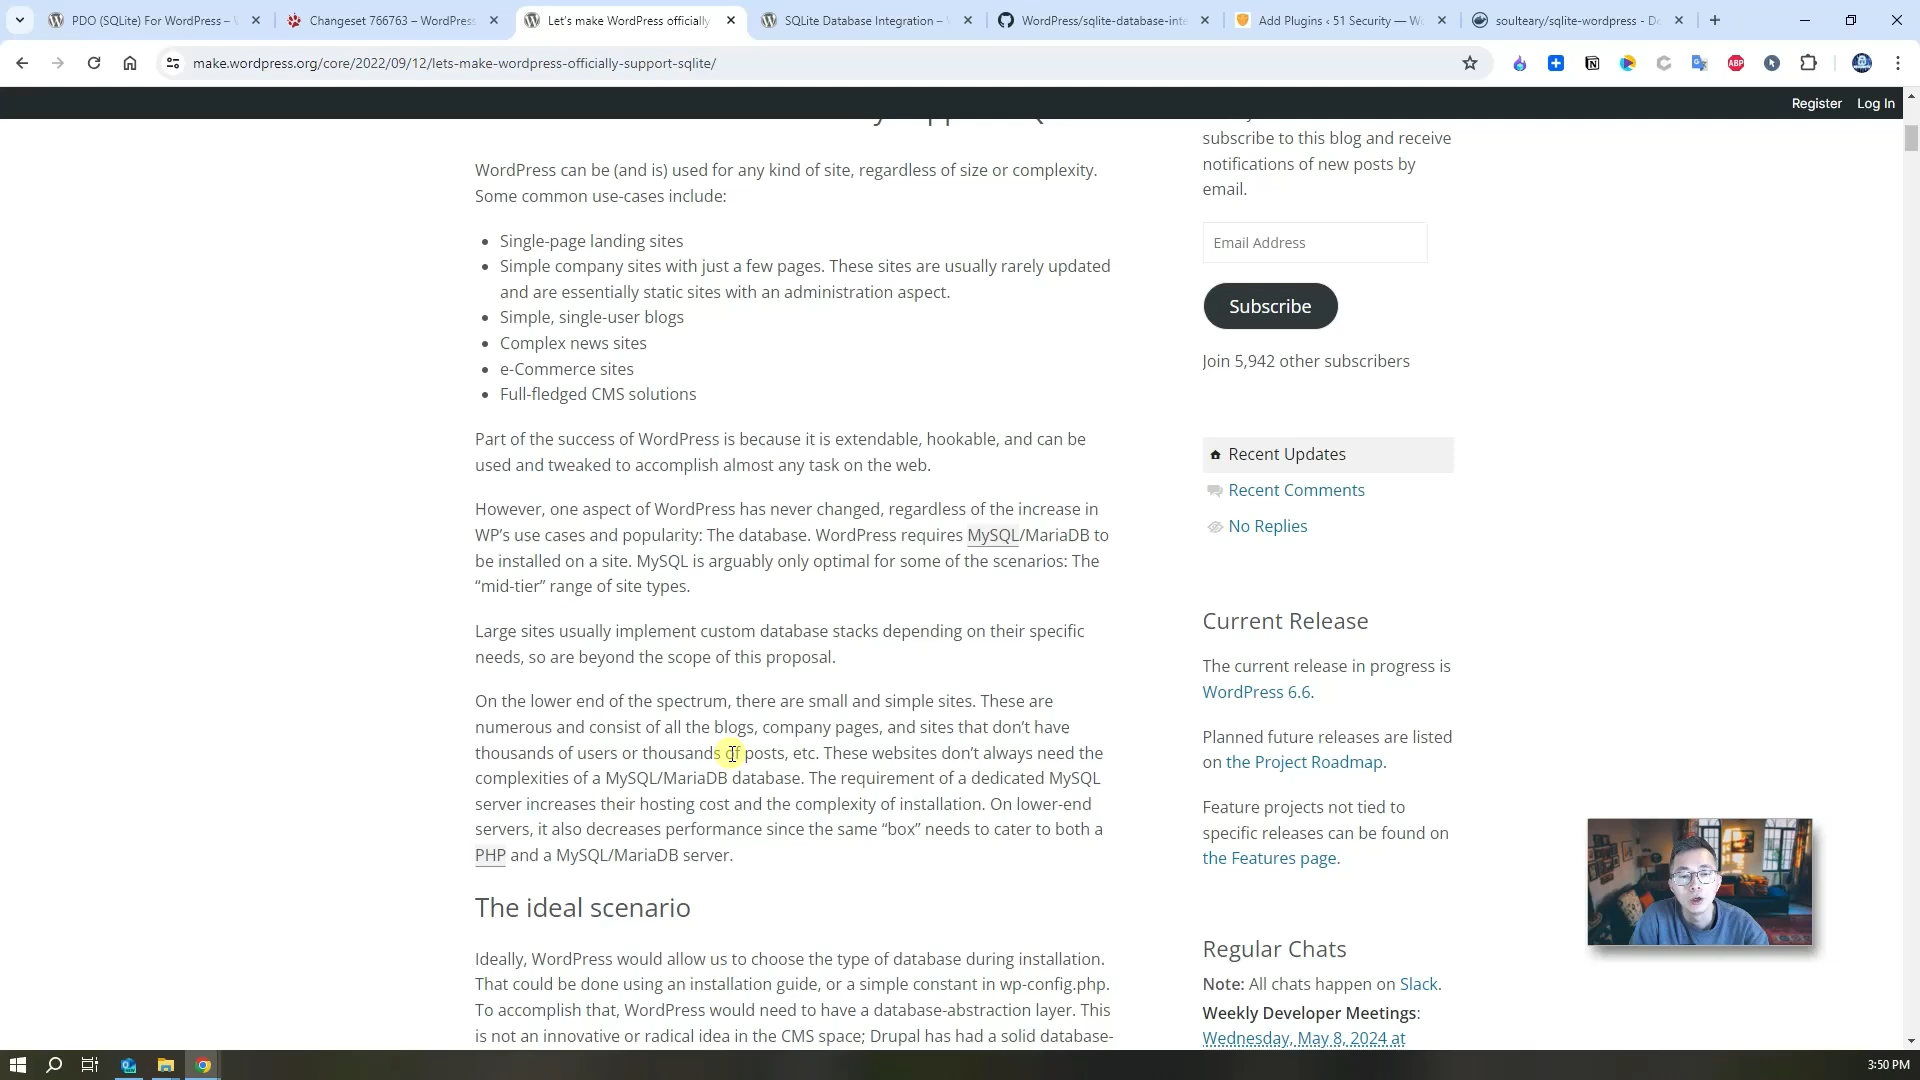 PDO (SQLite) For WordPress –
Changeset 766763 – WordPress
Let's make WordPress officially
SQLite Database Integration –
WordPress/sqlite-database-inte
Add Plugins ‹ 51 Security — Wo
soulteary/sqlite-wordpress - Do
make.wordpress.org/core/2022/09/12/lets-make-wordpress-officially-support-sqlite/
ABP
Register
Log In
WordPress can be (and is) used for any kind of site, regardless of size or complexity.
Some common use-cases include:
Single-page landing sites
Simple company sites with just a few pages. These sites are usually rarely updated
and are essentially static sites with an administration aspect.
Simple, single-user blogs
Complex news sites
e-Commerce sites
Full-fledged CMS solutions
Part of the success of WordPress is because it is extendable, hookable, and can be
used and tweaked to accomplish almost any task on the web.
However, one aspect of WordPress has never changed, regardless of the increase in
WP's use cases and popularity: The database. WordPress requires MySQL/MariaDB to
be installed on a site. MySQL is arguably only optimal for some of the scenarios: The
“mid-tier” range of site types.
Large sites usually implement custom database stacks depending on their specific
needs, so are beyond the scope of this proposal.
On the lower end of the spectrum, there are small and simple sites. These are
numerous and consist of all the blogs, company pages, and sites that don't have
thousands of users or thousands of posts, etc. These websites don't always need the
complexities of a MySQL/MariaDB database. The requirement of a dedicated MySQL
server increases their hosting cost and the complexity of installation. On lower-end
servers, it also decreases performance since the same “box” needs to cater to both a
PHP and a MySQL/MariaDB server.
The ideal scenario
Ideally, WordPress would allow us to choose the type of database during installation.
That could be done using an installation guide, or a simple constant in wp-config.php.
To accomplish that, WordPress would need to have a database-abstraction layer. This
is not an innovative or radical idea in the CMS space; Drupal has had a solid database-
subscribe to this blog and receive
notifications of new posts by
email.
Email Address
Subscribe
Join 5,942 other subscribers
Recent Updates
Recent Comments
No Replies
Current Release
The current release in progress is
WordPress 6.6.
Planned future releases are listed
on the Project Roadmap.
Feature projects not tied to
specific releases can be found on
the Features page.
Regular Chats
Note: All chats happen on Slack.
Weekly Developer Meetings:
Wednesday, May 8, 2024 at
3:50 PM